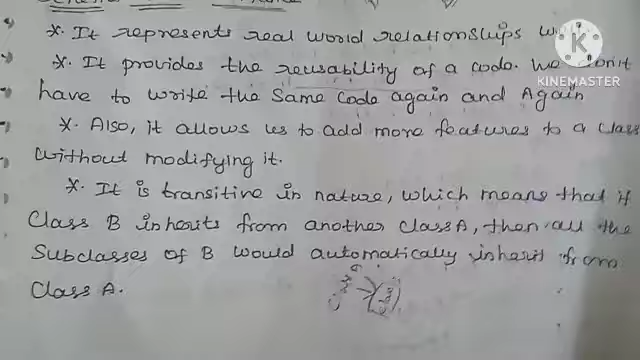 *. It represents real world relationships w
*. It provides the reusability of a code. We don't
have to write the same code again and Again
*. Also, it allows us to add more features to a class
without modifying it.
*. It is transitive in nature, which means that if
Class B inherits from another class A, then all the
Subclasses of B would automatically inherit from
Class A.
K
KINEMASTER